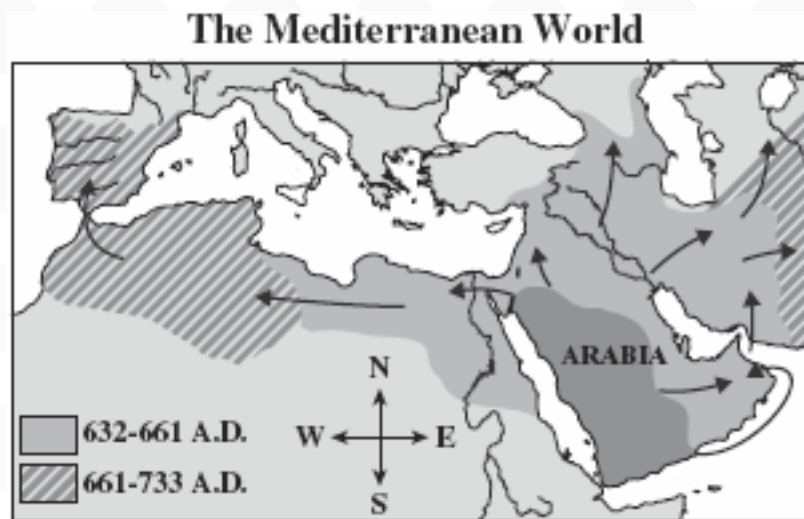 The Mediterranean World
ARABIA
N
W E
S
632-661 A.D.
661-733 A.D.